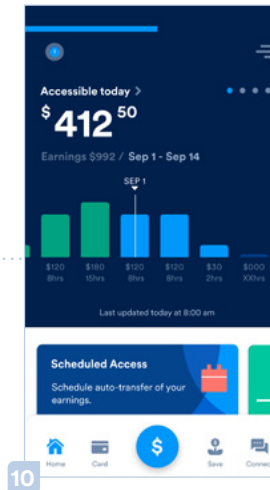 Accessible today >
$412 50
Earnings $992 / Sep 1 - Sep 14
SEP 1
$120 $180 $120 $120 $30 $000
8hrs 15hrs 8hrs 8hrs 2hrs XXhrs
Last updated today at 8:00 am
Scheduled Access
Schedule auto-transfer of your
earnings.
$
Home Card Save Connec
10